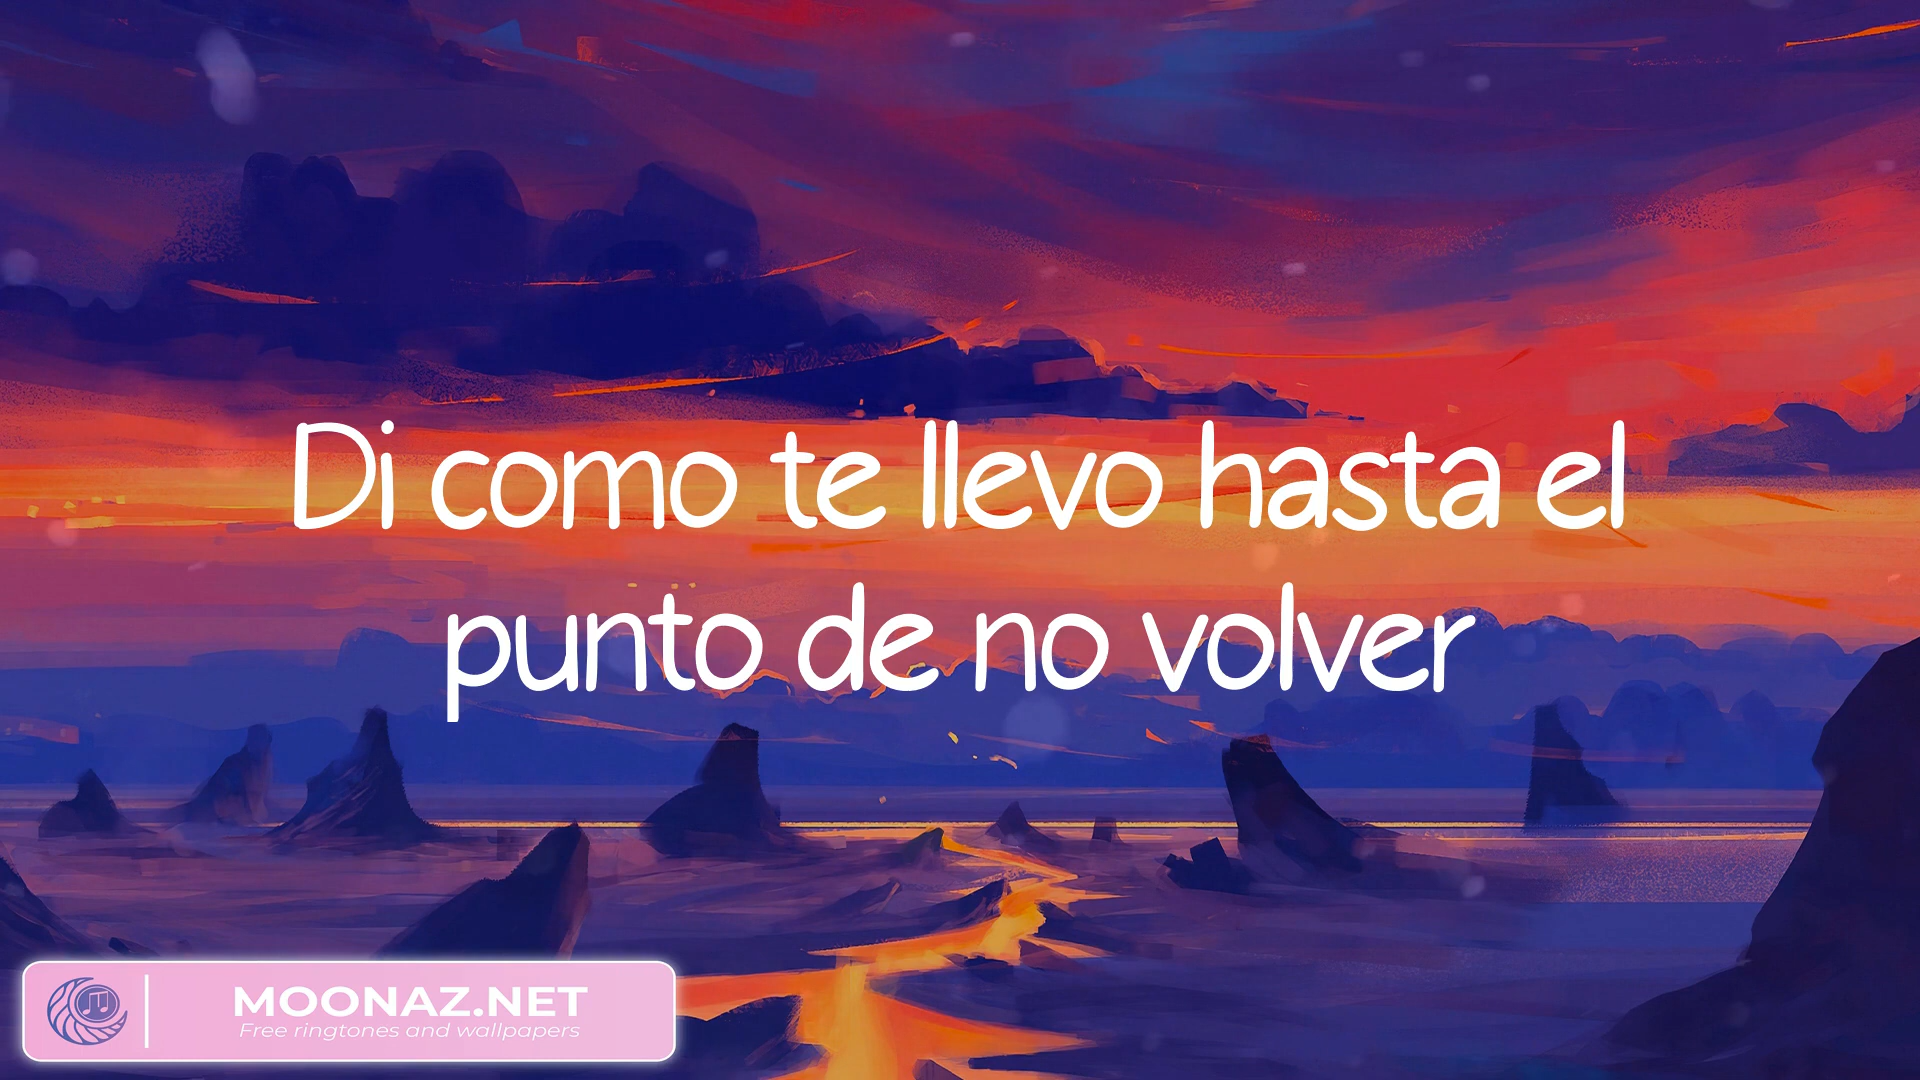 Di como te llevo hasta el
punto de no volver
MOONAZ.NET
Free ringtones and wallpapers